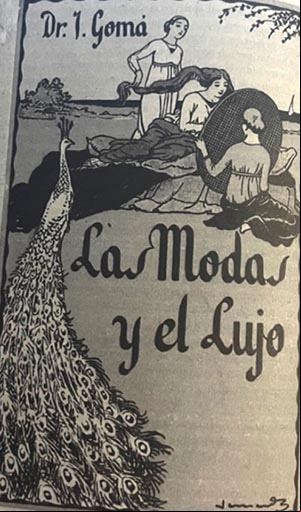 Dr. I. Gomá
Las Modas
y el Lujo